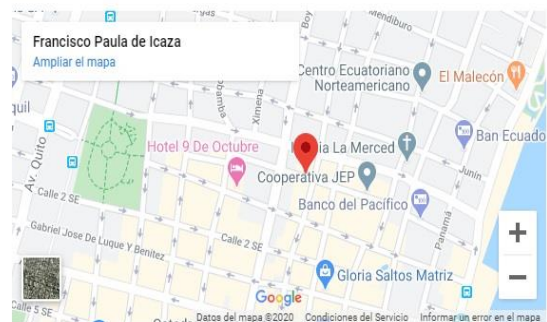 Mendiburo
Francisco Paula de Icaza
Ampliar el mapa
Centro Ecuatoriano
Norteamericano
El Malecón
Ximena
Av. Quito
Hotel 9 De Octubre
La Merced
Ban Ecuado
Cooperativa JEP
Junín
Calle 2 SE
Banco del Pacífico
Panamá
Gabriel Jose De Luque Y Benitez
Calle 2 SE
Gloria Saltos Matriz
Calle 5 SE
Google
Datos del mapa ©2020 Condiciones del Servicio Informar un error en el mapa